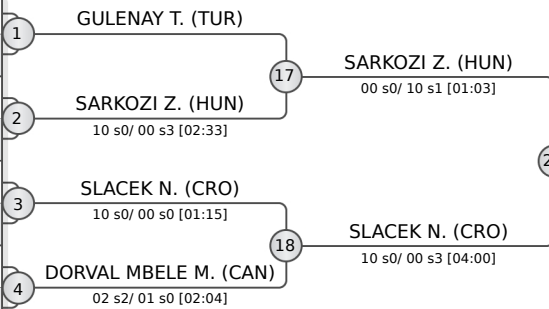 GULENAY T. (TUR)
1
17
SARKOZI Z. (HUN)
00 s0/ 10 s1 [01:03]
SARKOZI Z. (HUN)
2
10 s0/ 00 s3 [02:33]
SLACEK N. (CRO)
3
10 s0/ 00 s0 [01:15]
18
SLACEK N. (CRO)
10 s0/ 00 s3 [04:00]
DORVAL MBELE M. (CAN)
4
02 s2/ 01 s0 [02:04]